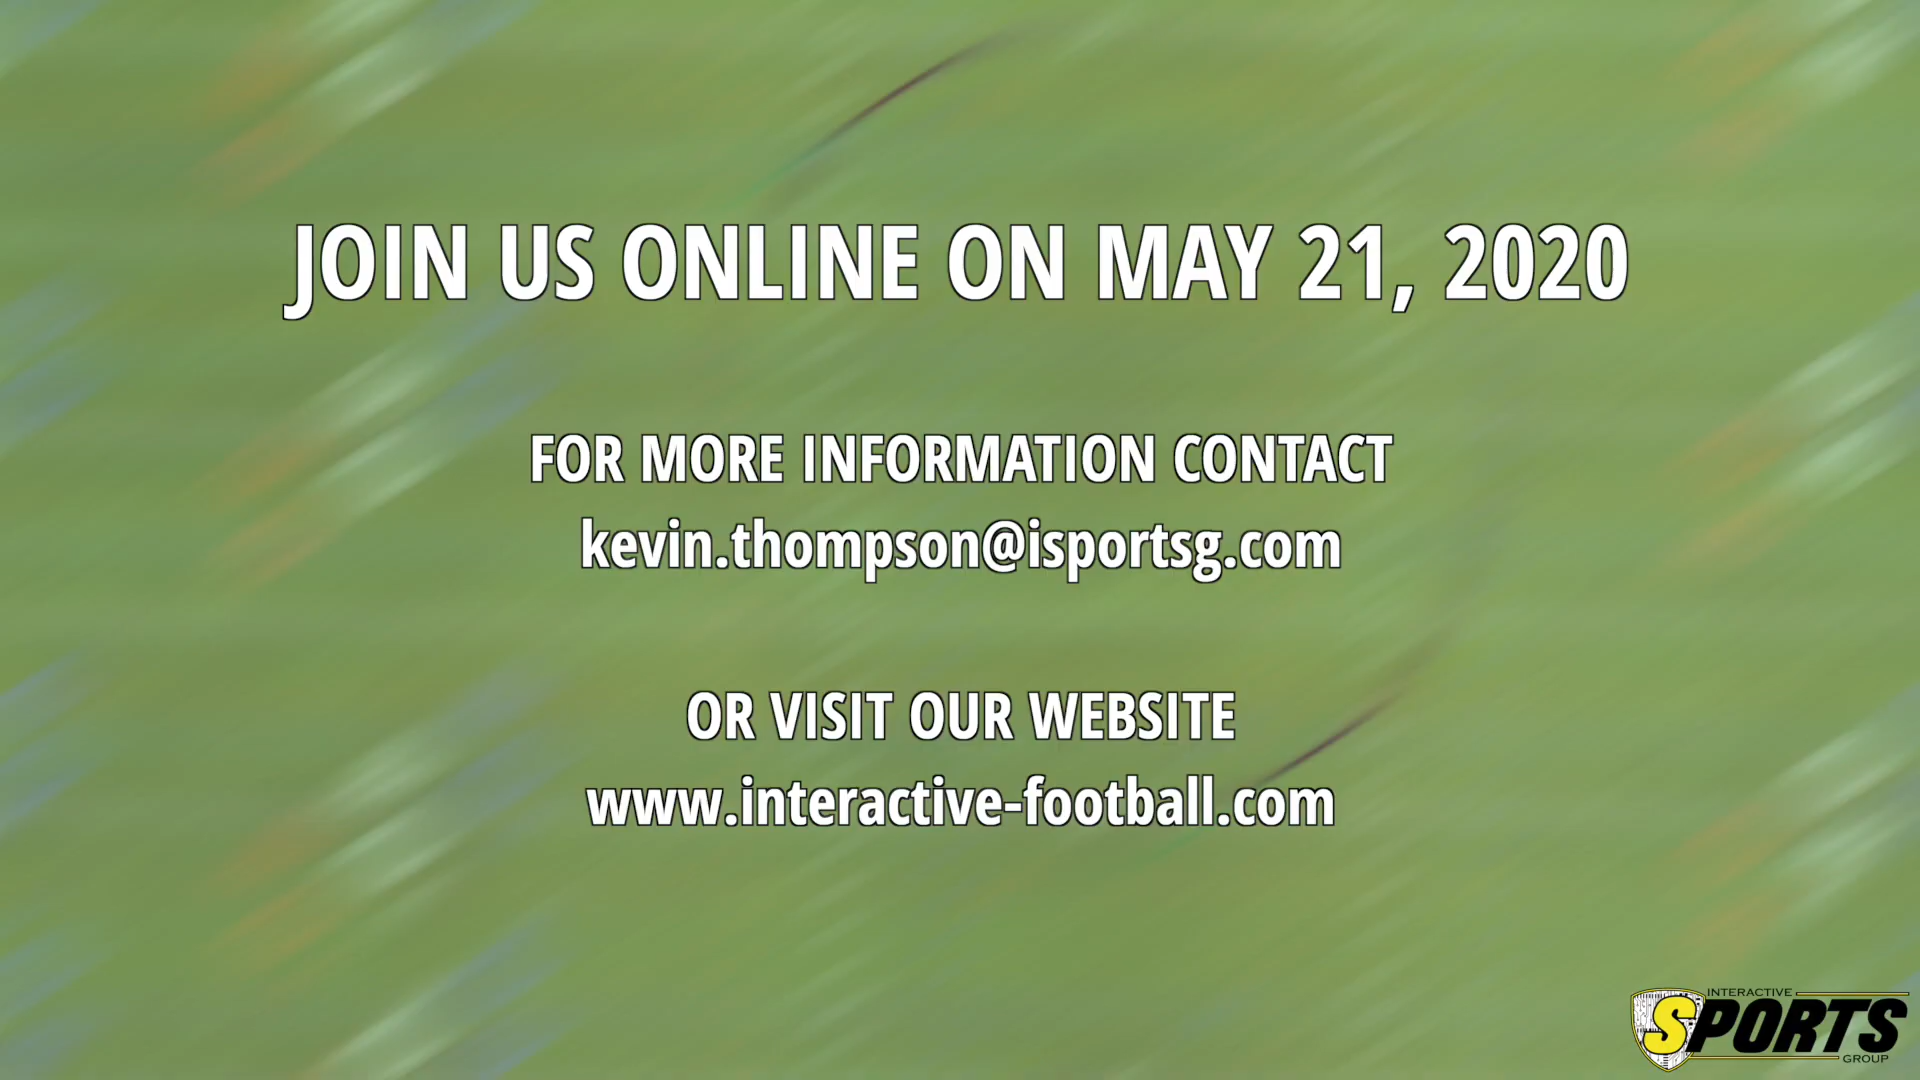 JOIN US ONLINE ON MAY 21, 2020
FOR MORE INFORMATION CONTACT
kevin.thompson@isportsg.com
OR VISIT OUR WEBSITE
www.interactive-football.com
INTERACTIVE
SPORTS
GROUP